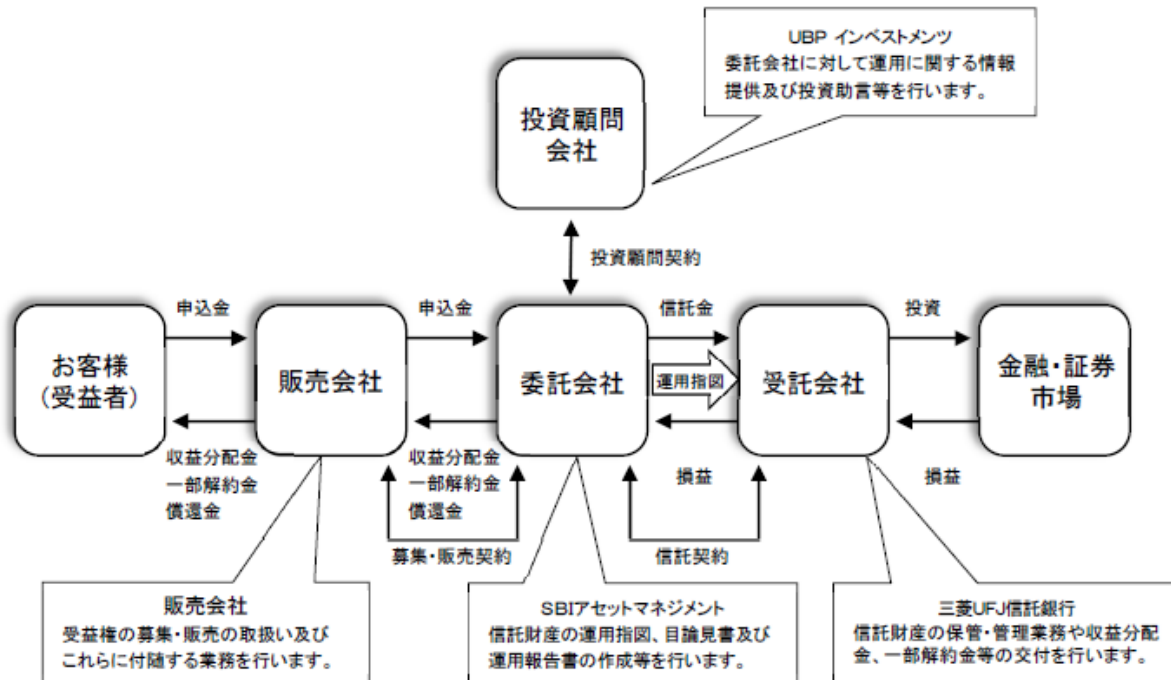 UBP インベストメンツ
委託会社に対して運用に関する情報
提供及び投資助言等を行います。
投資顧問
会社
投資顧問契約
申込金
申込金
信託金
投資
お客様
(受益者)
販売会社
委託会社
運用指図
受託会社
金融・証券
市場
収益分配金
一部解約金
償還金
収益分配金
一部解約金
償還金
損益
損益
募集・販売契約
信託契約
販売会社
受益権の募集・販売の取扱い及び
これらに付随する業務を行います。
SBIアセットマネジメント
信託財産の運用指図、目論見書及び
運用報告書の作成等を行います。
三菱UFJ信託銀行
信託財産の保管・管理業務や収益分配
金、一部解約金等の交付を行います。